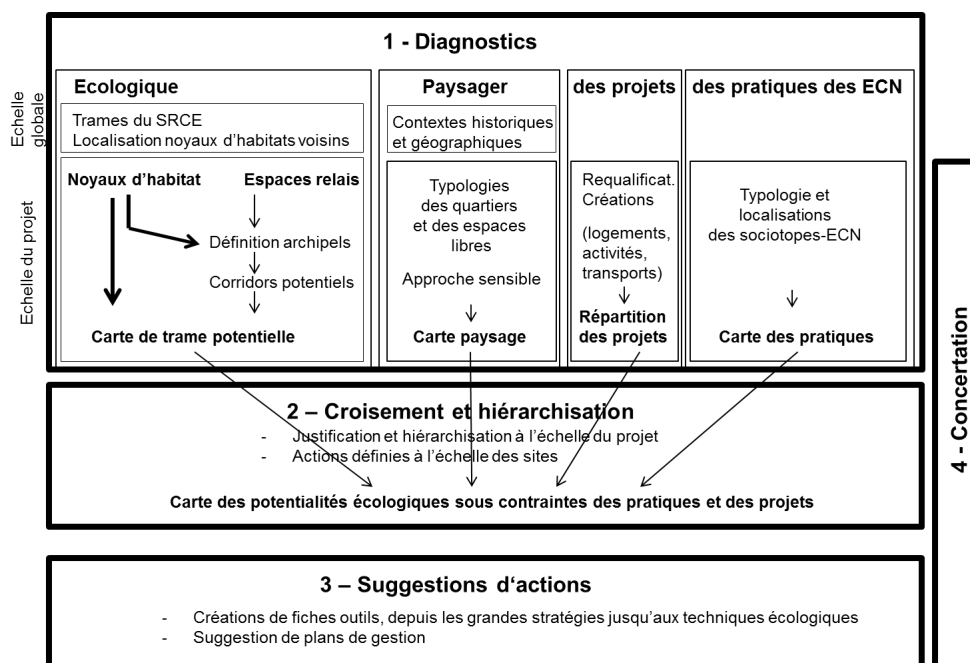 1 - Diagnostics
Echelle
globale
Echelle du projet
Ecologique
Trames du SRCE
Localisation noyaux d'habitats voisins
Noyaux d'habitat
Espaces relais
Définition archipels
Corridors potentiels
Carte de trame potentielle
Paysager
Contextes historiques
et géographiques
Typologies
des quartiers
et des espaces
libres
Approche sensible
Carte paysage
des projets
Requalificat.
Créations
(logements,
activités,
transports)
Répartition
des projets
des pratiques des ECN
Typologie et
localisations
des sociotopes-ECN
Carte des pratiques
2 – Croisement et hiérarchisation
- Justification et hiérarchisation à l'échelle du projet
- Actions définies à l'échelle des sites
Carte des potentialités écologiques sous contraintes des pratiques et des projets
3 – Suggestions d'actions
- Créations de fiches outils, depuis les grandes stratégies jusqu'aux techniques écologiques
- Suggestion de plans de gestion
4 - Concertation